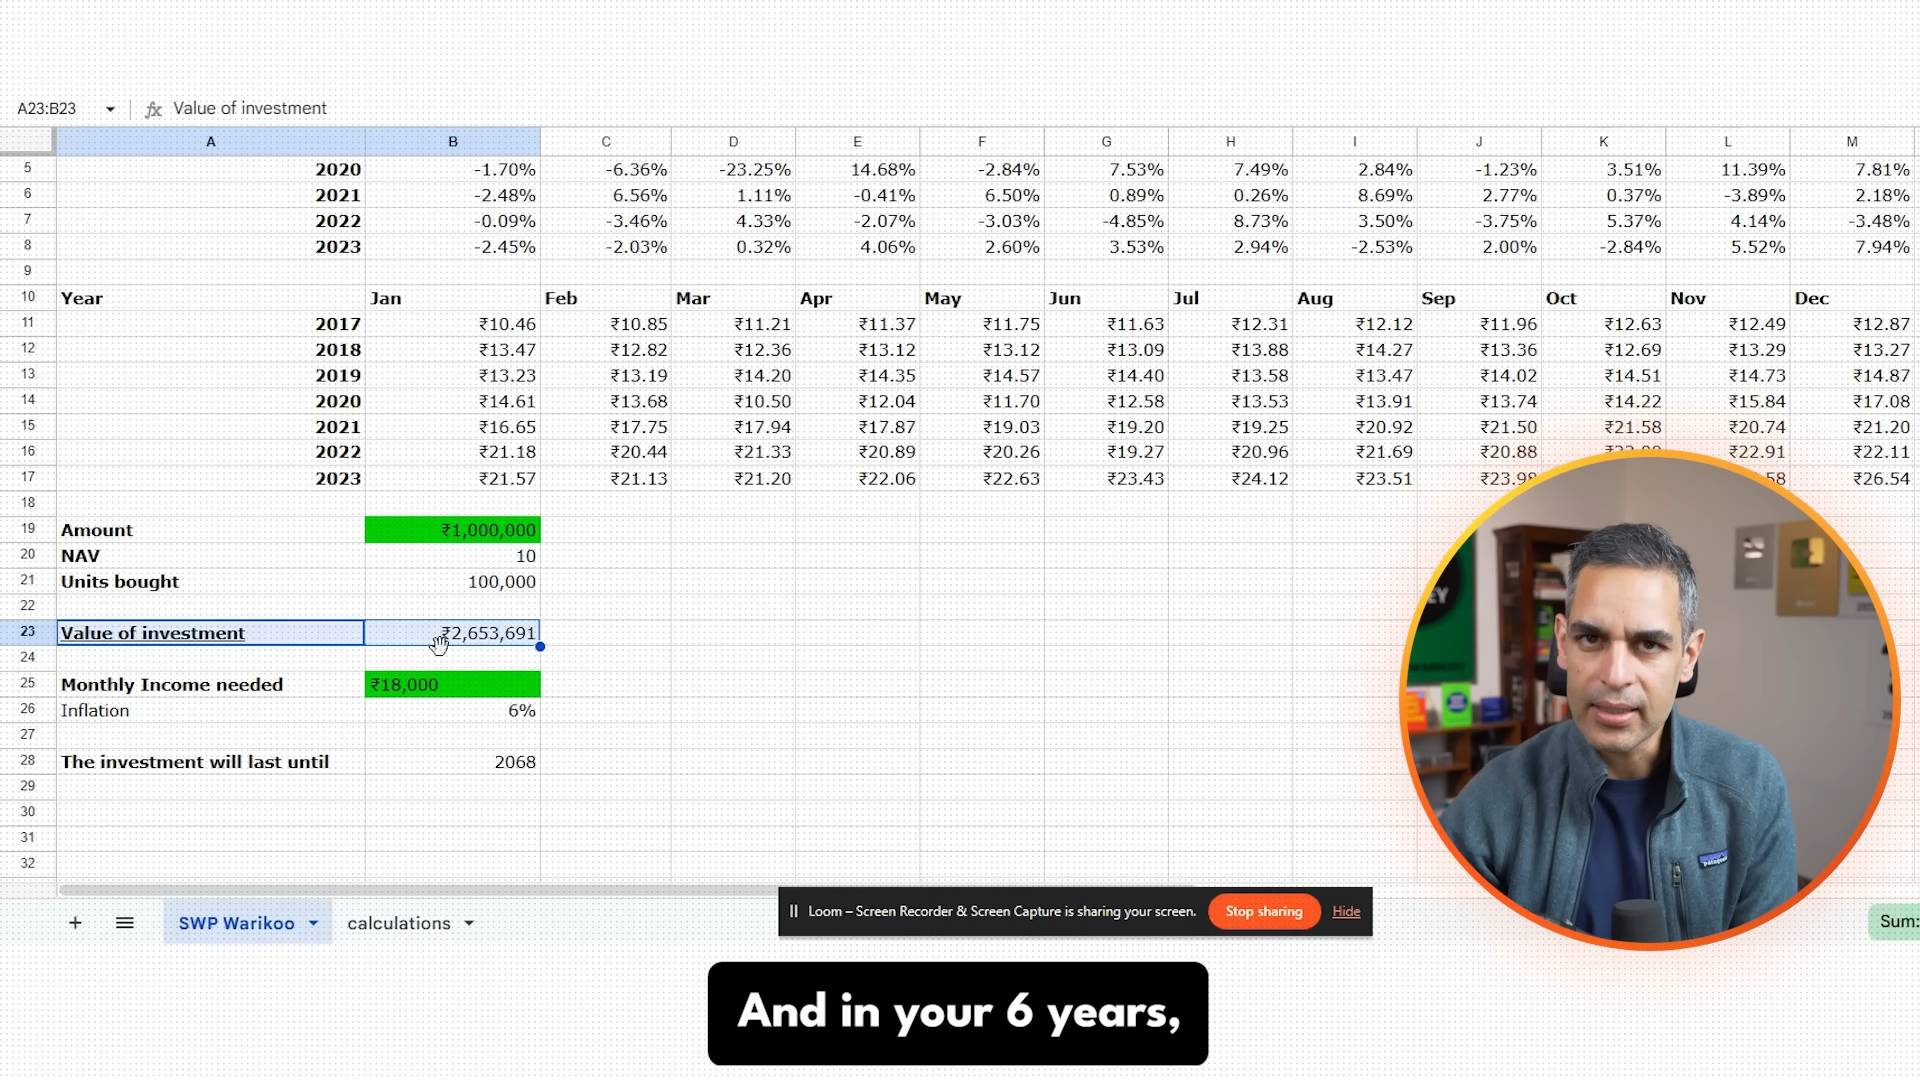 A23:B23 fx Value of investment
A B C D E F G H I J K L M
5 2020 -1.70% -6.36% -23.25% 14.68% -2.84% 7.53% 7.49% 2.84% -1.23% 3.51% 11.39% 7.81%
6 2021 -2.48% 6.56% 1.11% -0.41% 6.50% 0.89% 0.26% 8.69% 2.77% 0.37% -3.89% 2.18%
7 2022 -0.09% -3.46% 4.33% -2.07% -3.03% -4.85% 8.73% 3.50% -3.75% 5.37% 4.14% -3.48%
8 2023 -2.45% -2.03% 0.32% 4.06% 2.60% 3.53% 2.94% -2.53% 2.00% -2.84% 5.52% 7.94%
9
10 Year Jan Feb Mar Apr May Jun Jul Aug Sep Oct Nov Dec
11 2017 ₹10.46 ₹10.85 ₹11.21 ₹11.37 ₹11.75 ₹11.63 ₹12.31 ₹12.12 ₹11.96 ₹12.63 ₹12.49 ₹12.87
12 2018 ₹13.47 ₹12.82 ₹12.36 ₹13.12 ₹13.12 ₹13.09 ₹13.88 ₹14.27 ₹13.36 ₹12.69 ₹13.29 ₹13.27
13 2019 ₹13.23 ₹13.19 ₹14.20 ₹14.35 ₹14.57 ₹14.40 ₹13.58 ₹13.47 ₹14.02 ₹14.51 ₹14.73 ₹14.87
14 2020 ₹14.61 ₹13.68 ₹10.50 ₹12.04 ₹11.70 ₹12.58 ₹13.53 ₹13.91 ₹13.74 ₹14.22 ₹15.84 ₹17.08
15 2021 ₹16.65 ₹17.75 ₹17.94 ₹17.87 ₹19.03 ₹19.20 ₹19.25 ₹20.92 ₹21.50 ₹21.58 ₹20.74 ₹21.20
16 2022 ₹21.18 ₹20.44 ₹21.33 ₹20.89 ₹20.26 ₹19.27 ₹20.96 ₹21.69 ₹20.88 ₹22.91 ₹22.11
17 2023 ₹21.57 ₹21.13 ₹21.20 ₹22.06 ₹22.63 ₹23.43 ₹24.12 ₹23.51 ₹23.98 58 ₹26.54
18
19 Amount ₹1,000,000
20 NAV 10
21 Units bought 100,000
22
23 Value of investment ₹2,653,691
24
25 Monthly Income needed ₹18,000
26 Inflation 6%
27
28 The investment will last until 2068
29
30
31
32
+ SWP Warikoo calculations
Loom – Screen Recorder & Screen Capture is sharing your screen. Stop sharing Hide
Sum:
And in your 6 years,